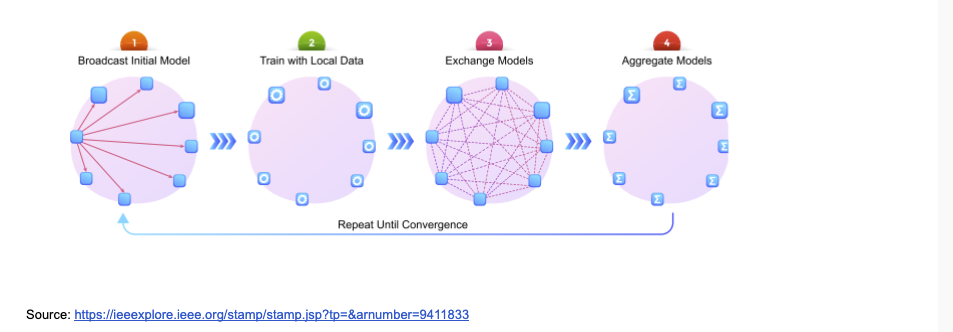 1
2
3
4
Broadcast Initial Model
Train with Local Data
Exchange Models
Aggregate Models
Σ
Σ
Σ
Σ
Σ
Σ
Σ
Σ
Repeat Until Convergence
Source: https://ieeexplore.ieee.org/stamp/stamp.jsp?tp=&arnumber=9411833